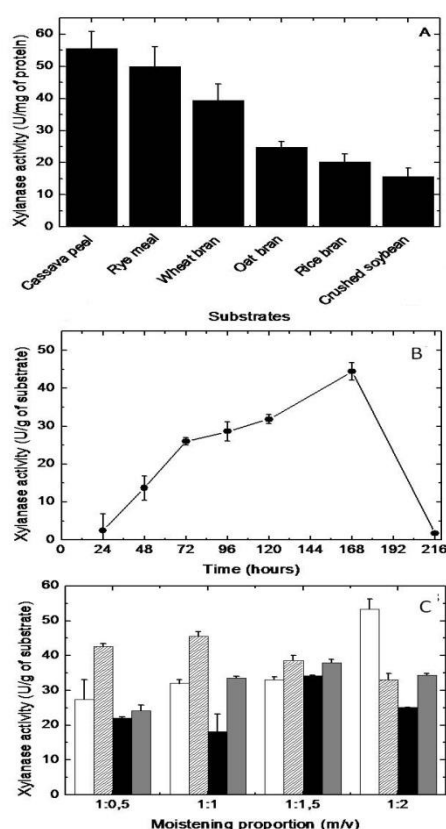 A
Xylanase activity (U/mg of protein)
60
50
40
30
20
10
0
Cassava peel
Rye meal
Wheat bran
Oat bran
Rice bran
Crushed soybean
Substrates
B
Xylanase activity (U/g of substrate)
50
40
30
20
10
0
0 24 48 72 96 120 144 168 192 216
Time (hours)
C
Xylanase activity (U/g of substrate)
60
50
40
30
20
10
0
1:0,5 1:1 1:1,5 1:2
Moistening proportion (m/v)